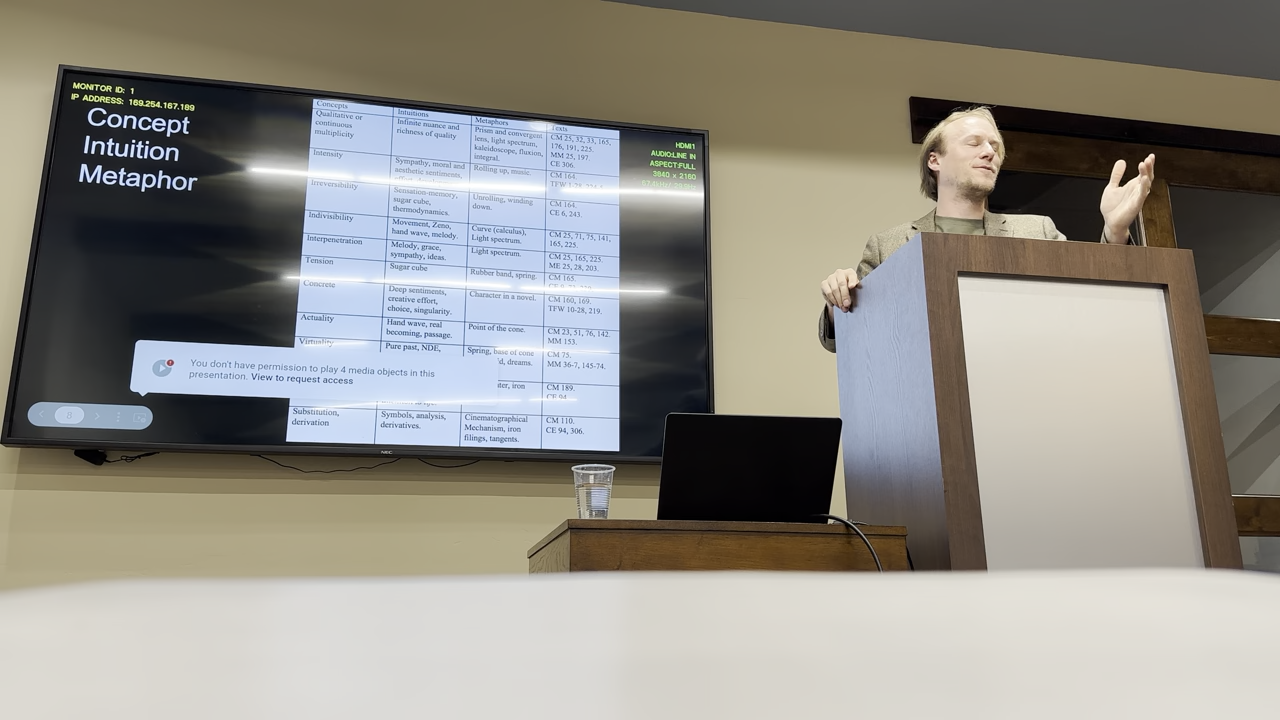 MONITOR ID: 1
IP ADDRESS: 169.254.167.189
Concept
Intuition
Metaphor
HDMI1
AUDIO:LINE IN
ASPECT:FULL
3840 x 2160
Concepts
Intuitions
Metaphors
Texts
Qualitative or
continuous
multiplicity
Infinite nuance and
richness of quality
Prism and convergent
lens, light spectrum,
kaleidoscope, fluxion,
integral.
CM 25, 32, 33, 165,
176, 191, 225.
MM 25, 197.
CE 306.
Intensity
Sympathy, moral and
aesthetic sentiments,
Rolling up, music.
CM 164.
Irreversibility
Sensation-memory,
sugar cube,
thermodynamics.
Unrolling, winding
down.
CM 164.
CE 6, 243.
Indivisibility
Movement, Zeno,
hand wave, melody.
Curve (calculus),
Light spectrum.
CM 25, 71, 75, 141,
165, 225.
Interpenetration
Melody, grace,
sympathy, ideas.
Light spectrum.
CM 25, 165, 225.
ME 25, 28, 203.
Tension
Sugar cube
Rubber band, spring.
CM 165.
Concrete
Deep sentiments,
creative effort,
choice, singularity.
Character in a novel.
CM 160, 169.
TFW 10-28, 219.
Actuality
Hand wave, real
becoming, passage.
Point of the cone.
CM 23, 51, 76, 142
MM 153.
Virtuality
Pure past, NDE,
Spring, base of cone
dreams.
CM 75.
MM 36-7, 145-74.
iron
CM 189.
CE 94
Substitution,
derivation
Symbols, analysis,
derivatives.
Cinematographical
Mechanism, iron
filings, tangents.
CM 110.
CE 94, 306.
You don't have permission to play 4 media objects in this
presentation. View to request access
8
NEC